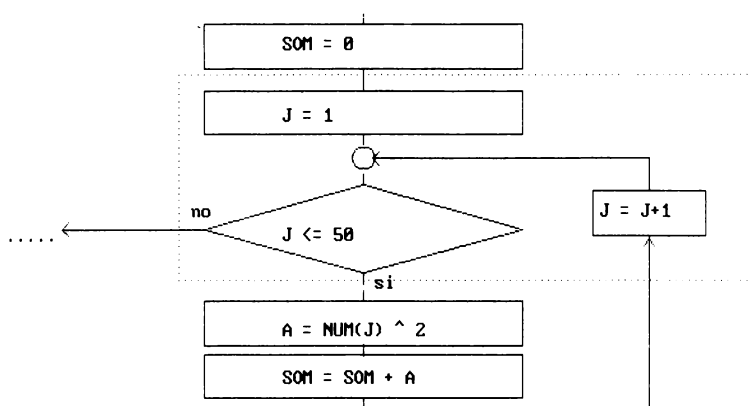 SOM = 0
J = 1
no
J <= 50
J = J+1
.....
si
A = NUM(J) ^ 2
SOM = SOM + A